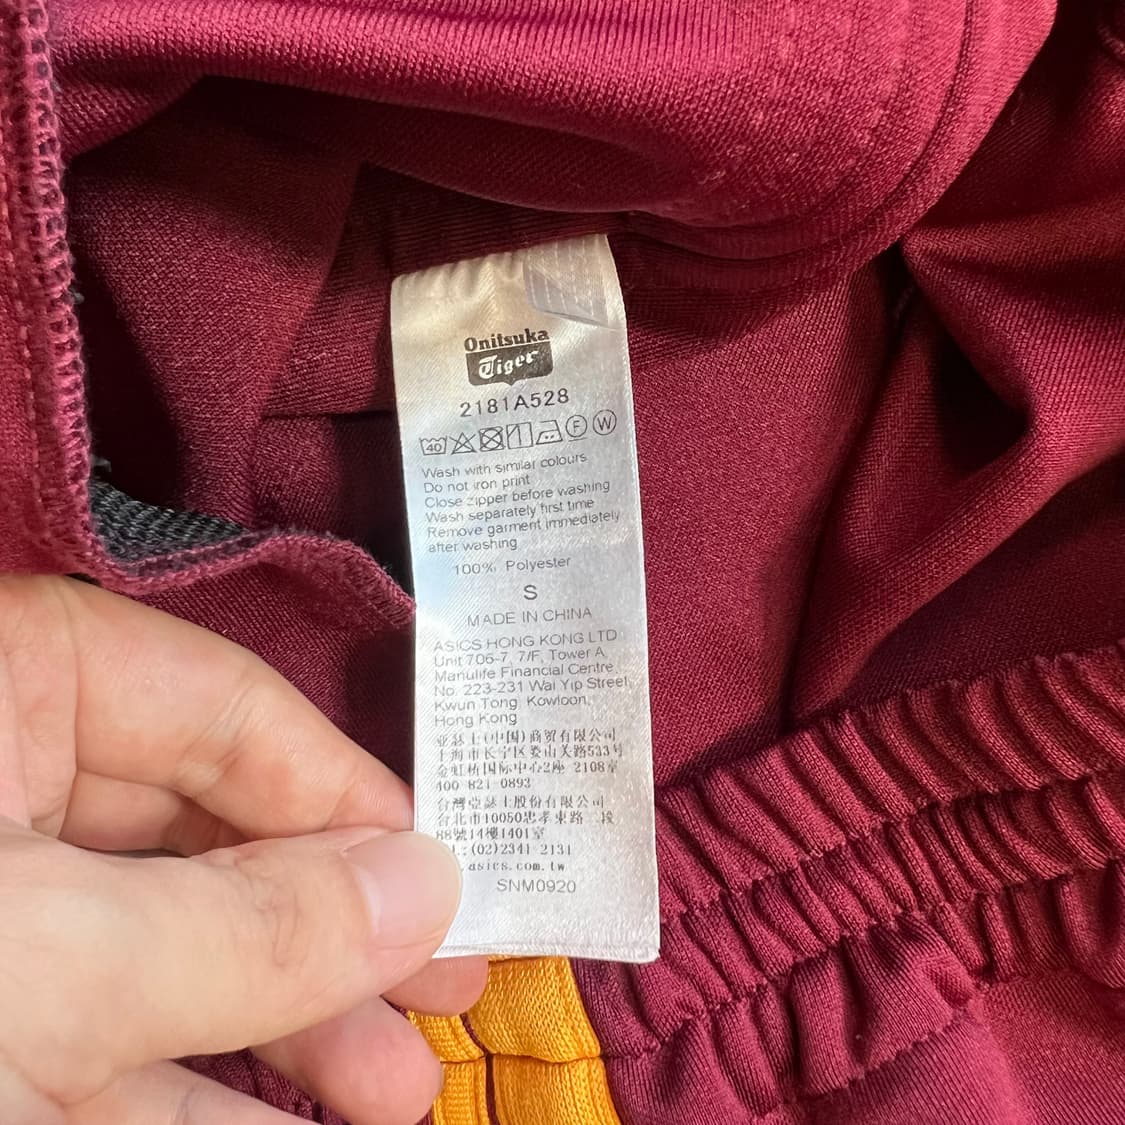 Onitsuka
Tiger
2181A528
40 F W
Wash with similar colours
Do not iron print
Close zipper before washing
Wash separately first time
Remove garment immediately
after washing
100% Polyester
S
MADE IN CHINA
ASICS HONG KONG LTD
Unit 706-7, 7/F, Tower A,
Manulife Financial Centre,
No. 223-231 Wai Yip Street,
Kwun Tong, Kowloon,
Hong Kong
亚瑟士(中国)商贸有限公司
上海市长宁区娄山关路533号
金虹桥国际中心2座 2108室
400 821 0893
台灣亞瑟士股份有限公司
台北市10050忠孝東路二段
88號14樓1401室
:(02)2341 2131
.asics.com.tw
SNM0920